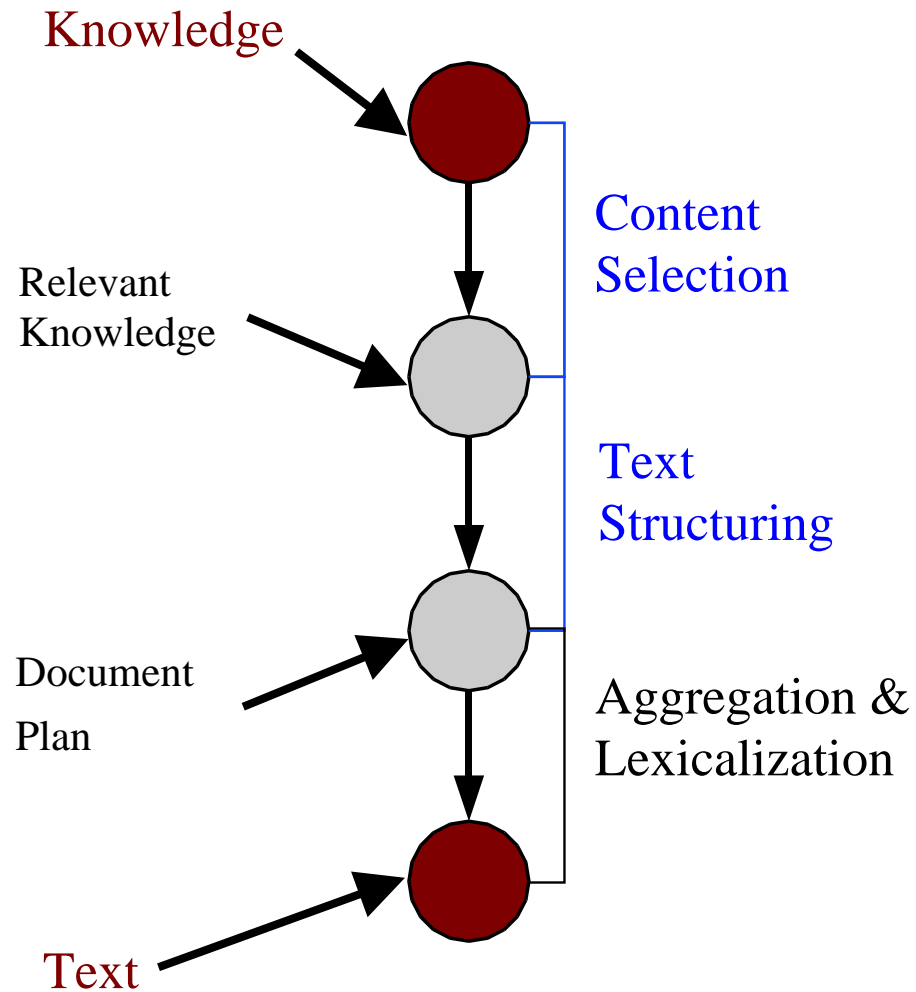 Knowledge
Content
Selection
Relevant
Knowledge
Text
Structuring
Document
Plan
Aggregation &
Lexicalization
Text